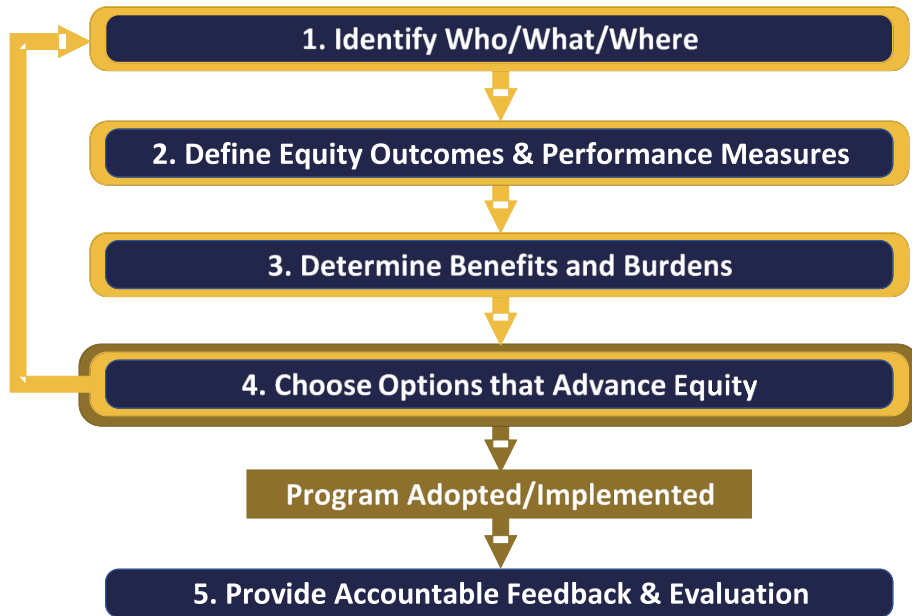 1. Identify Who/What/Where
2. Define Equity Outcomes & Performance Measures
3. Determine Benefits and Burdens
4. Choose Options that Advance Equity
Program Adopted/Implemented
5. Provide Accountable Feedback & Evaluation